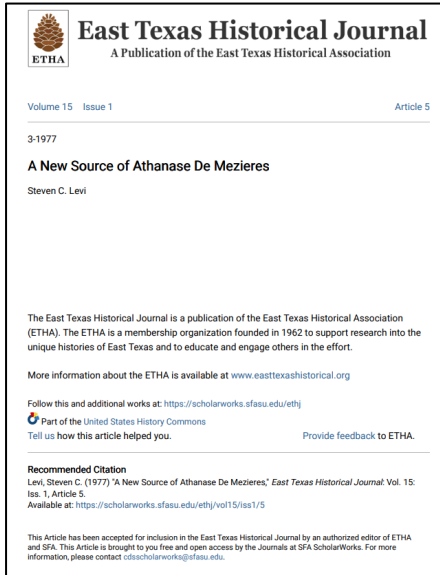 ETHA
East Texas Historical Journal
A Publication of the East Texas Historical Association
Volume 15 Issue 1 Article 5
3-1977
A New Source of Athanase De Mezieres
Steven C. Levi
The East Texas Historical Journal is a publication of the East Texas Historical Association
(ETHA). The ETHA is a membership organization founded in 1962 to support research into the
unique histories of East Texas and to educate and engage others in the effort.
More information about the ETHA is available at www.easttexashistorical.org
Follow this and additional works at: https://scholarworks.sfasu.edu/ethj
Part of the United States History Commons
Tell us how this article helped you. Provide feedback to ETHA.
Recommended Citation
Levi, Steven C. (1977) "A New Source of Athanase De Mezieres," East Texas Historical Journal: Vol. 15:
Iss. 1, Article 5.
Available at: https://scholarworks.sfasu.edu/ethj/vol15/iss1/5
This Article has been accepted for inclusion in the East Texas Historical Journal by an authorized editor of ETHA
and SFA. This Article is brought to you free and open access by the Journals at SFA ScholarWorks. For more
information, please contact cdsscholarworks@sfasu.edu.